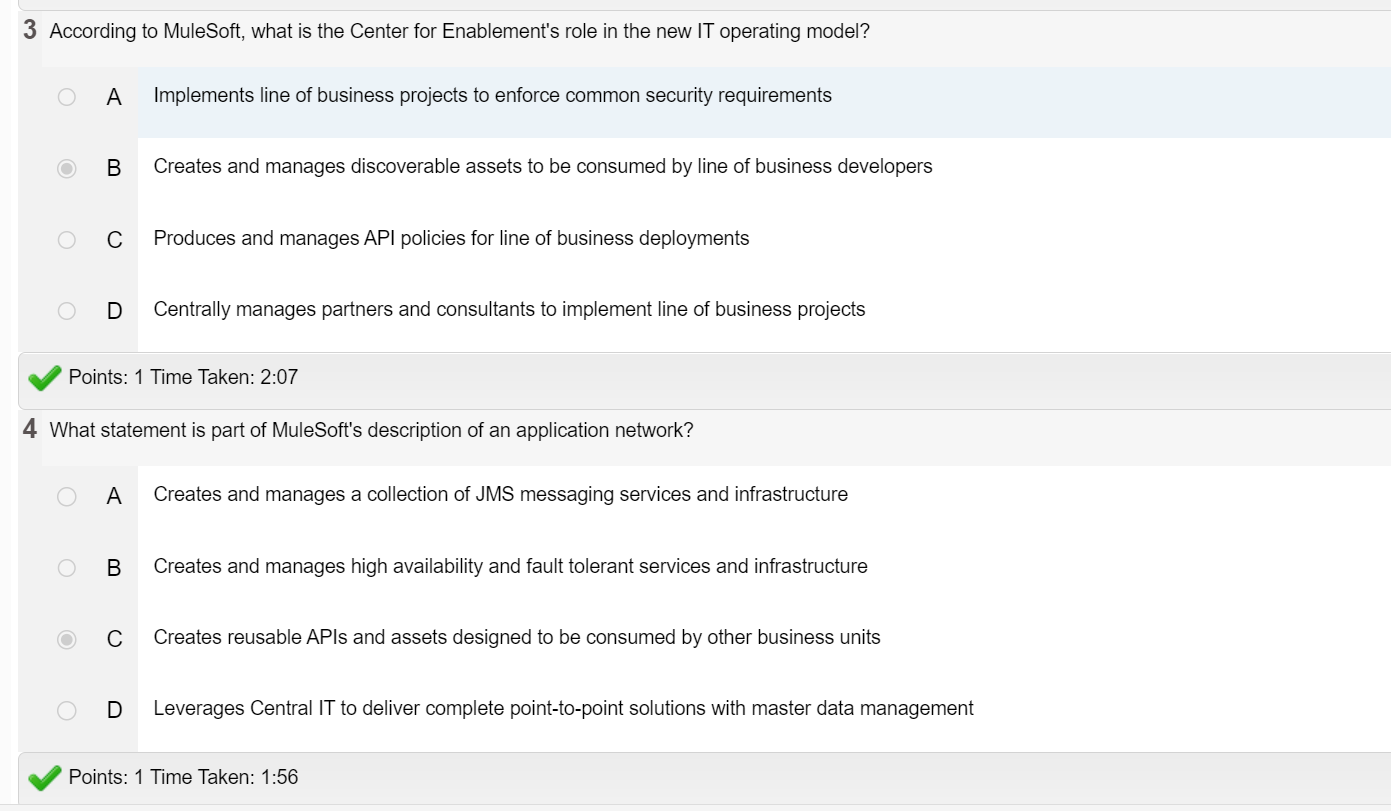 3 According to MuleSoft, what is the Center for Enablement's role in the new IT operating model?
A Implements line of business projects to enforce common security requirements
B Creates and manages discoverable assets to be consumed by line of business developers
C Produces and manages API policies for line of business deployments
D Centrally manages partners and consultants to implement line of business projects
Points: 1 Time Taken: 2:07
4 What statement is part of MuleSoft's description of an application network?
A Creates and manages a collection of JMS messaging services and infrastructure
B Creates and manages high availability and fault tolerant services and infrastructure
C Creates reusable APIs and assets designed to be consumed by other business units
D Leverages Central IT to deliver complete point-to-point solutions with master data management
Points: 1 Time Taken: 1:56